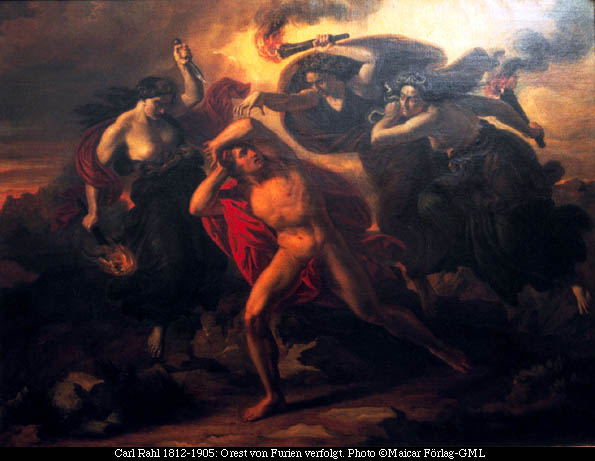 Carl Rahl 1812-1905: Orest von Furien verfolgt. Photo ©Maicar Förlag-GML